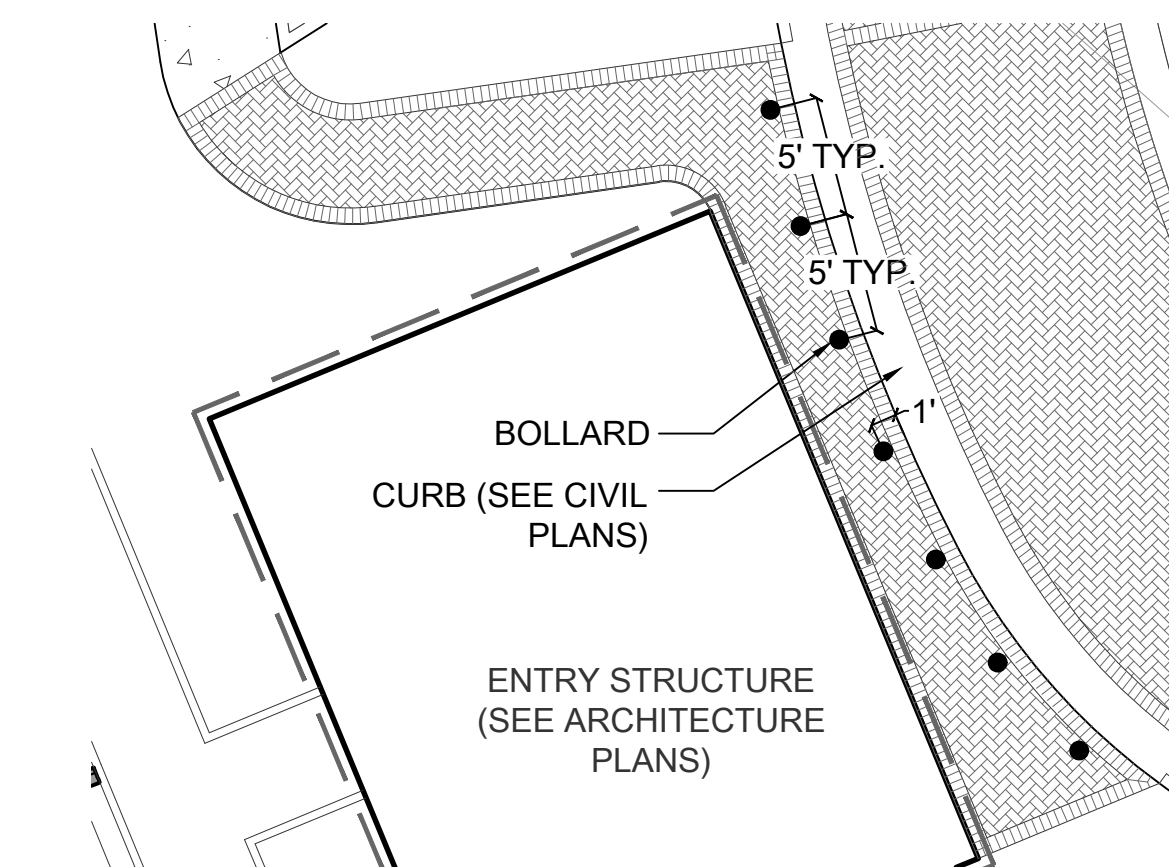 5' TYP.
5' TYP.
1'
BOLLARD
CURB (SEE CIVIL
PLANS)
ENTRY STRUCTURE
(SEE ARCHITECTURE
PLANS)